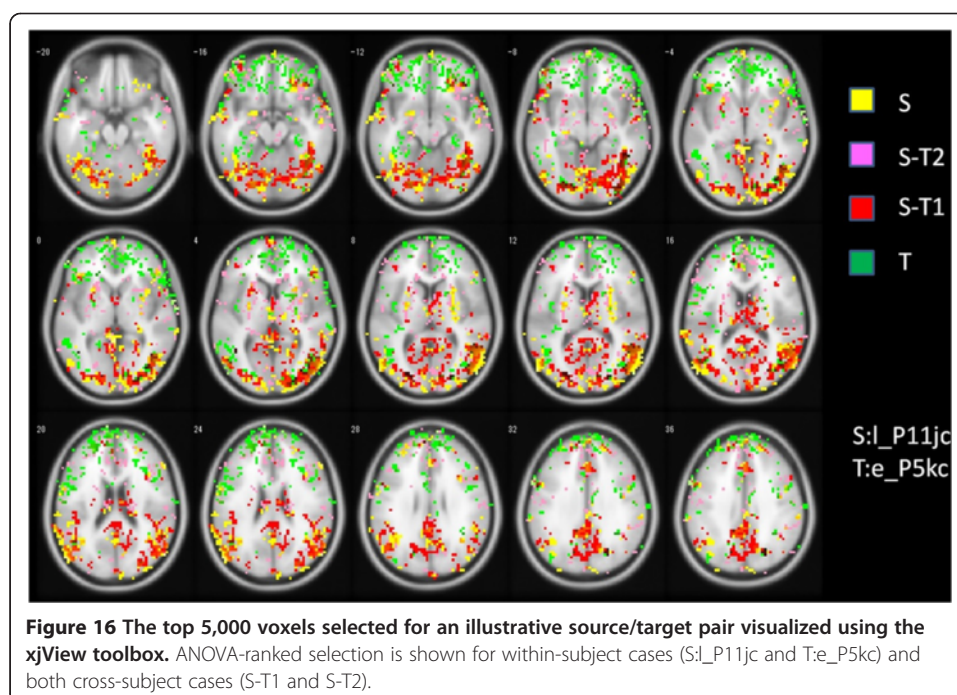 -20 -16 -12 -8 -4
S
S-T2
S-T1
T
0 4 8 12 16
S:l_P11jc
T:e_P5kc
20 24 28 32 36
Figure 16 The top 5,000 voxels selected for an illustrative source/target pair visualized using the
xjView toolbox. ANOVA-ranked selection is shown for within-subject cases (S:l_P11jc and T:e_P5kc) and
both cross-subject cases (S-T1 and S-T2).